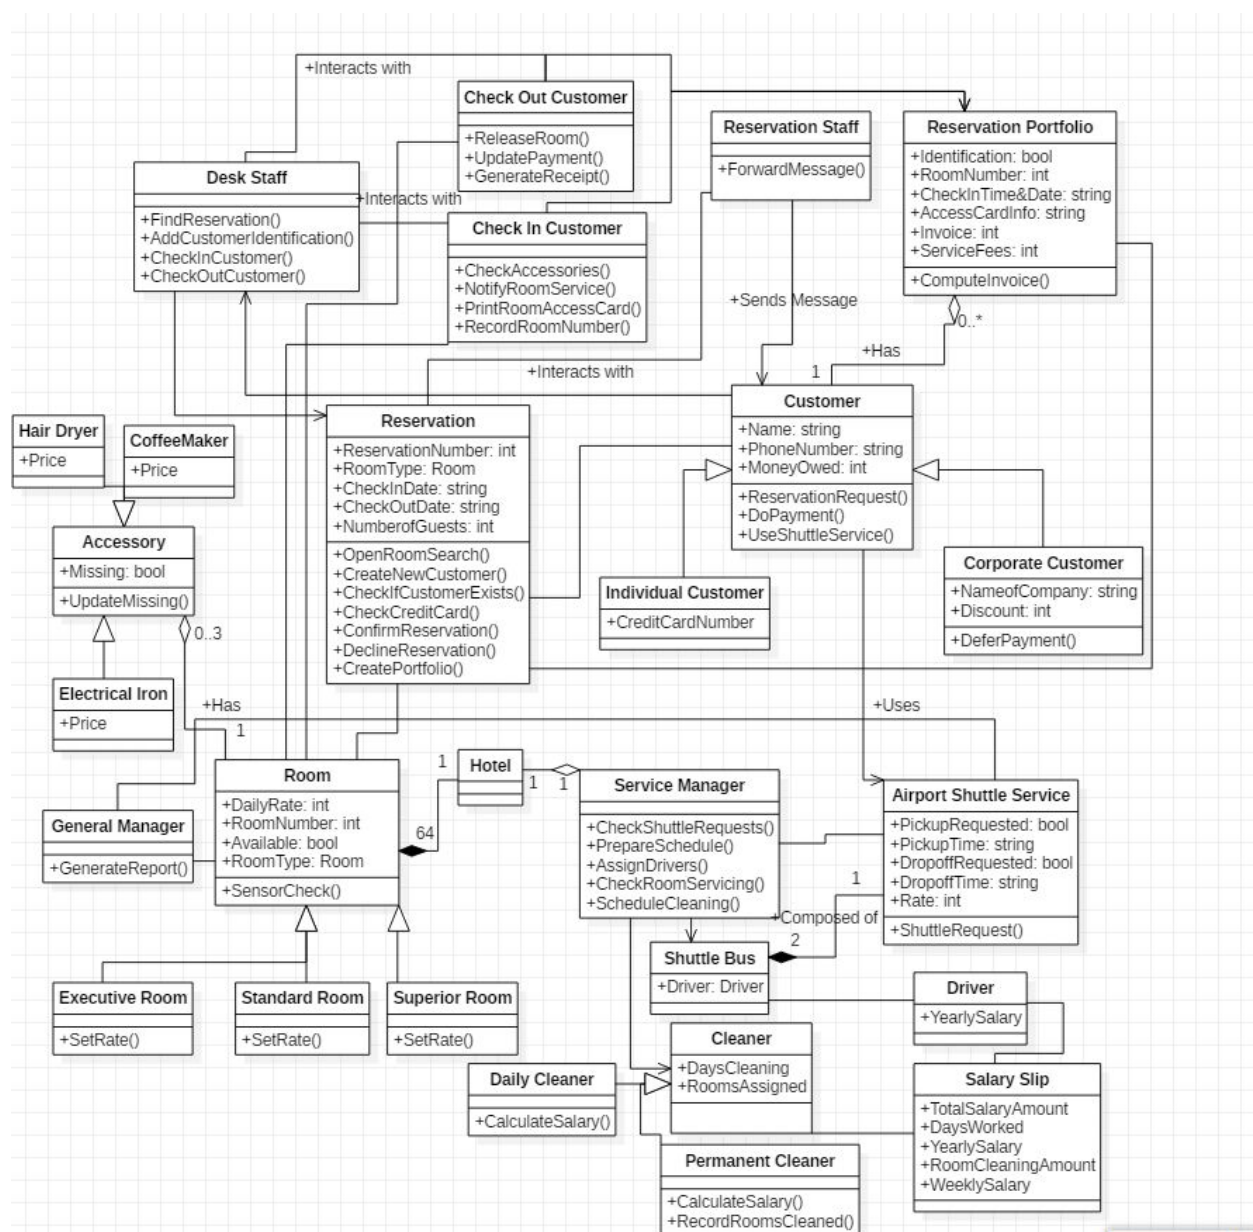 +Interacts with
Check Out Customer
+ReleaseRoom()
+UpdatePayment()
+GenerateReceipt()
Reservation Staff
+ForwardMessage()
Reservation Portfolio
+Identification: bool
+RoomNumber: int
+CheckInTime&Date: string
+AccessCardInfo: string
+Invoice: int
+ServiceFees: int
+ComputeInvoice()
Desk Staff
+FindReservation()
+AddCustomerIdentification()
+CheckInCustomer()
+CheckOutCustomer()
+Interacts with
Check In Customer
+CheckAccessories()
+NotifyRoomService()
+PrintRoomAccessCard()
+RecordRoomNumber()
+Sends Message
0..*
+Has
1
+Interacts with
Customer
+Name: string
+PhoneNumber: string
+MoneyOwed: int
+ReservationRequest()
+DoPayment()
+UseShuttleService()
Reservation
+ReservationNumber: int
+RoomType: Room
+CheckInDate: string
+CheckOutDate: string
+NumberofGuests: int
+OpenRoomSearch()
+CreateNewCustomer()
+CheckIfCustomerExists()
+CheckCreditCard()
+ConfirmReservation()
+DeclineReservation()
+CreatePortfolio()
Hair Dryer
+Price
CoffeeMaker
+Price
Accessory
+Missing: bool
+UpdateMissing()
0..3
Individual Customer
+CreditCardNumber
Corporate Customer
+NameofCompany: string
+Discount: int
+DeferPayment()
Electrical Iron
+Price
+Has
1
+Uses
Room
+DailyRate: int
+RoomNumber: int
+Available: bool
+RoomType: Room
+SensorCheck()
General Manager
+GenerateReport()
1
Hotel
1
1
64
Service Manager
+CheckShuttleRequests()
+PrepareSchedule()
+AssignDrivers()
+CheckRoomServicing()
+ScheduleCleaning()
Airport Shuttle Service
+PickupRequested: bool
+PickupTime: string
+DropoffRequested: bool
+DropoffTime: string
+Rate: int
+ShuttleRequest()
1
+Composed of
2
Shuttle Bus
+Driver: Driver
Executive Room
+SetRate()
Standard Room
+SetRate()
Superior Room
+SetRate()
Driver
+YearlySalary
Cleaner
+DaysCleaning
+RoomsAssigned
Daily Cleaner
+CalculateSalary()
Salary Slip
+TotalSalaryAmount
+DaysWorked
+YearlySalary
+RoomCleaningAmount
+WeeklySalary
Permanent Cleaner
+CalculateSalary()
+RecordRoomsCleaned()